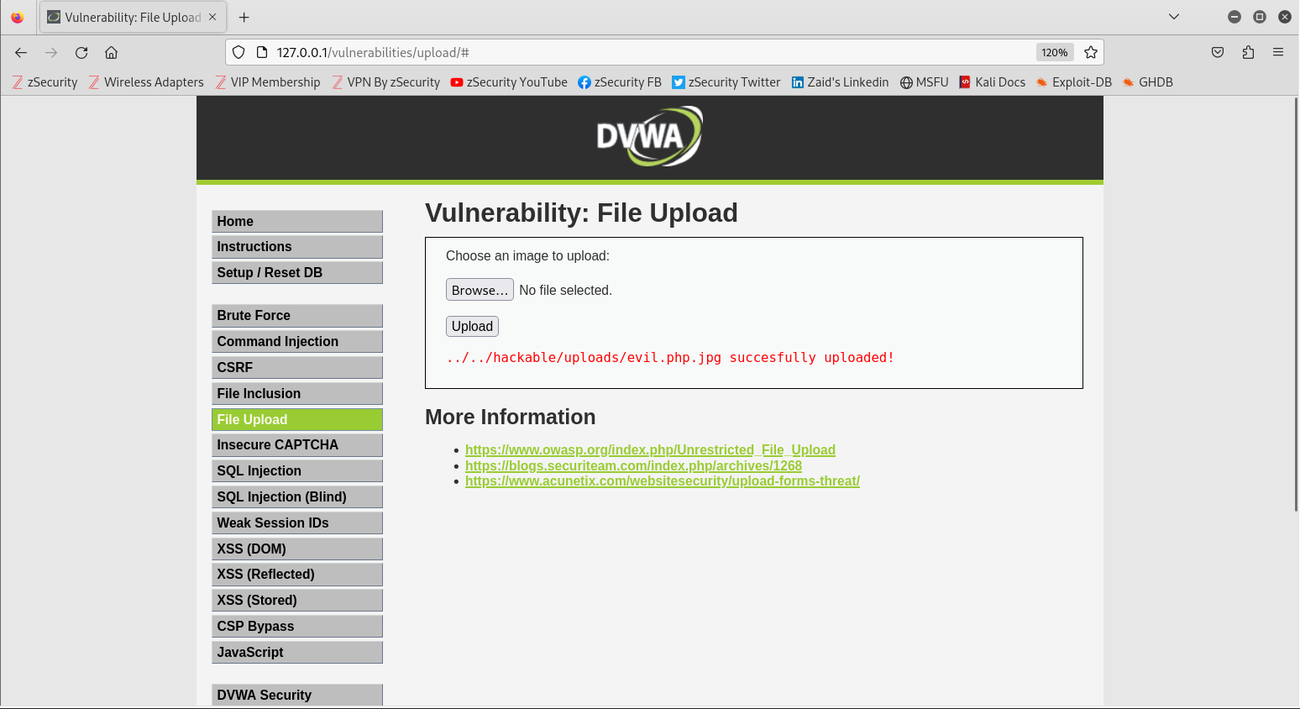 Vulnerability: File Upload
127.0.0.1/vulnerabilities/upload/# 120%
zSecurity Wireless Adapters VIP Membership VPN By zSecurity zSecurity YouTube zSecurity FB zSecurity Twitter Zaid's Linkedin MSFU Kali Docs Exploit-DB GHDB
DVWA
Home
Instructions
Setup / Reset DB
Brute Force
Command Injection
CSRF
File Inclusion
File Upload
Insecure CAPTCHA
SQL Injection
SQL Injection (Blind)
Weak Session IDs
XSS (DOM)
XSS (Reflected)
XSS (Stored)
CSP Bypass
JavaScript
DVWA Security
Vulnerability: File Upload
Choose an image to upload:
Browse... No file selected.
Upload
../../hackable/uploads/evil.php.jpg succesfully uploaded!
More Information
https://www.owasp.org/index.php/Unrestricted_File_Upload
https://blogs.securiteam.com/index.php/archives/1268
https://www.acunetix.com/websitesecurity/upload-forms-threat/